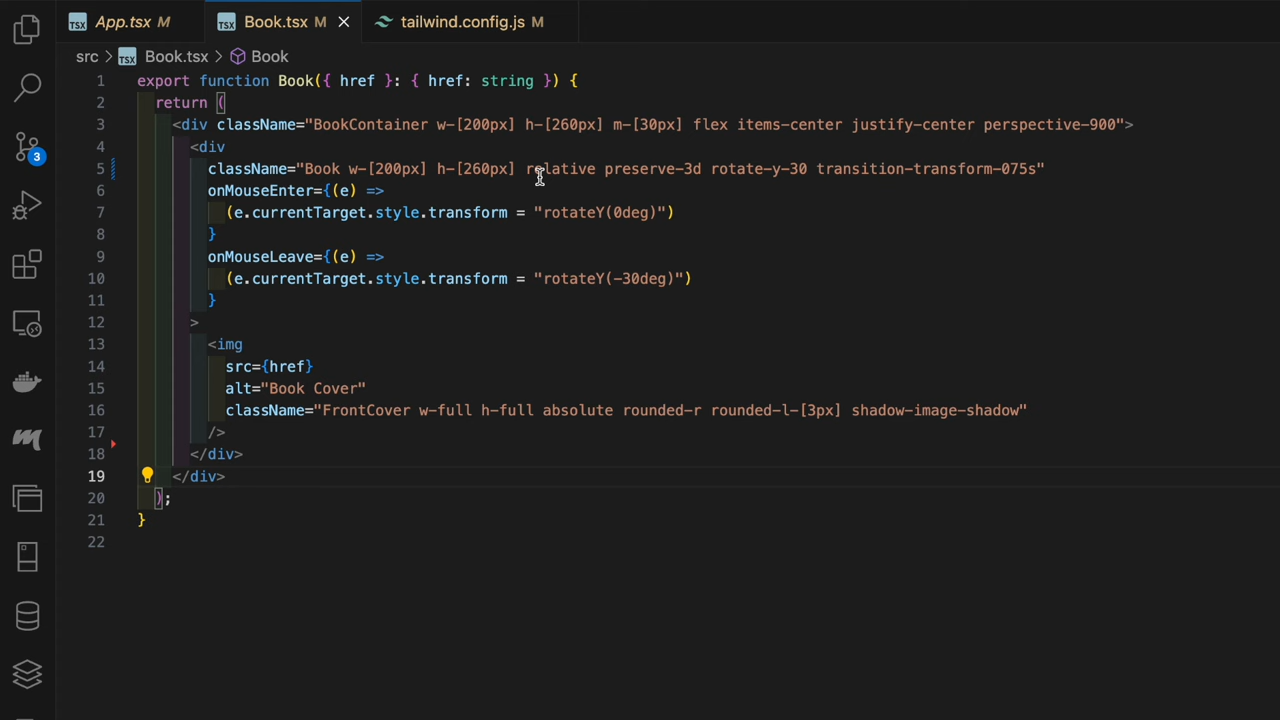 TSX App.tsx M TSX Book.tsx M × tailwind.config.js M
src > TSX Book.tsx > Book
1 export function Book({ href }: { href: string }) {
2 return (
3 <div className="BookContainer w-[200px] h-[260px] m-[30px] flex items-center justify-center perspective-900">
4 <div
5 className="Book w-[200px] h-[260px] relative preserve-3d rotate-y-30 transition-transform-075s"
6 onMouseEnter={(e) =>
7 (e.currentTarget.style.transform = "rotateY(0deg)")
8 }
9 onMouseLeave={(e) =>
10 (e.currentTarget.style.transform = "rotateY(-30deg)")
11 }
12 >
13 <img
14 src={href}
15 alt="Book Cover"
16 className="FrontCover w-full h-full absolute rounded-r rounded-l-[3px] shadow-image-shadow"
17 />
18 </div>
19 </div>
20 );
21 }
22
3